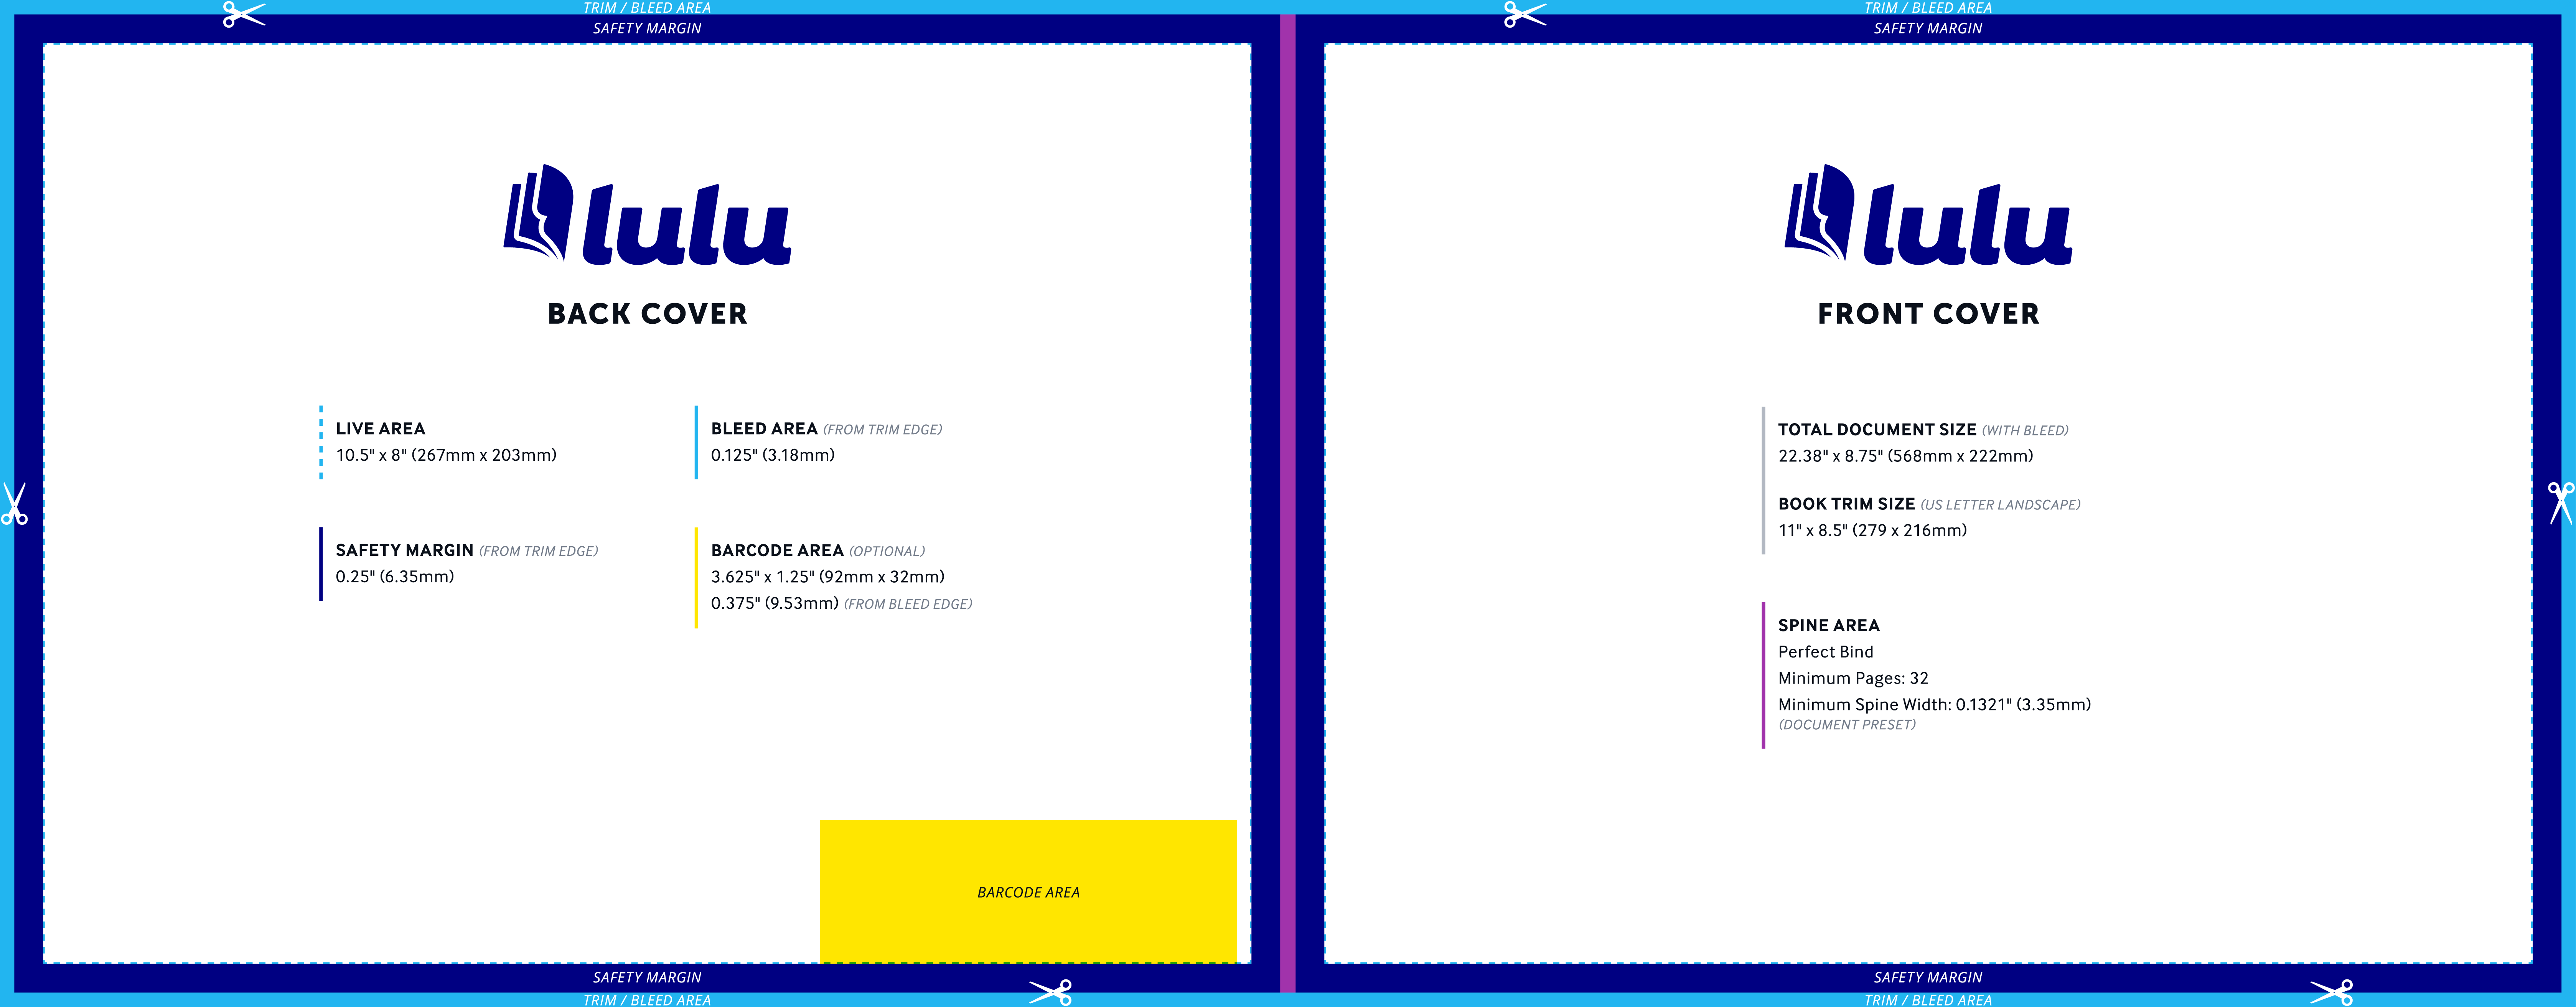 TRIM / BLEED AREA
SAFETY MARGIN
lulu
BACK COVER
LIVE AREA
10.5" x 8" (267mm x 203mm)
BLEED AREA (FROM TRIM EDGE)
0.125" (3.18mm)
SAFETY MARGIN (FROM TRIM EDGE)
0.25" (6.35mm)
BARCODE AREA (OPTIONAL)
3.625" x 1.25" (92mm x 32mm)
0.375" (9.53mm) (FROM BLEED EDGE)
BARCODE AREA
SAFETY MARGIN
TRIM / BLEED AREA
TRIM / BLEED AREA
SAFETY MARGIN
lulu
FRONT COVER
TOTAL DOCUMENT SIZE (WITH BLEED)
22.38" x 8.75" (568mm x 222mm)
BOOK TRIM SIZE (US LETTER LANDSCAPE)
11" x 8.5" (279 x 216mm)
SPINE AREA
Perfect Bind
Minimum Pages: 32
Minimum Spine Width: 0.1321" (3.35mm)
(DOCUMENT PRESET)
SAFETY MARGIN
TRIM / BLEED AREA